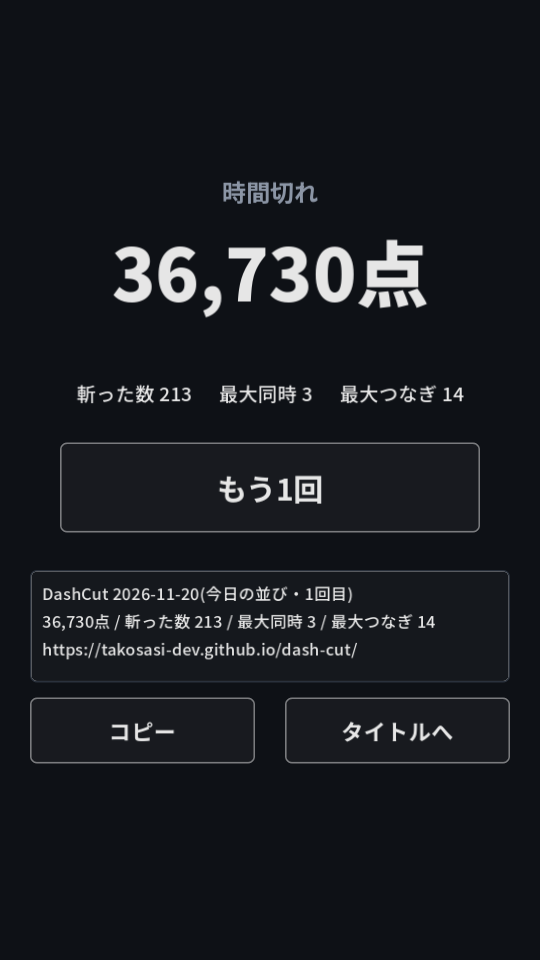 時間切れ
36,730点
斬った数 213 最大同時 3 最大つなぎ 14
もう1回
DashCut 2026-11-20(今日の並び・1回目)
36,730点 / 斬った数 213 / 最大同時 3 / 最大つなぎ 14
https://takosasi-dev.github.io/dash-cut/
コピー
タイトルへ